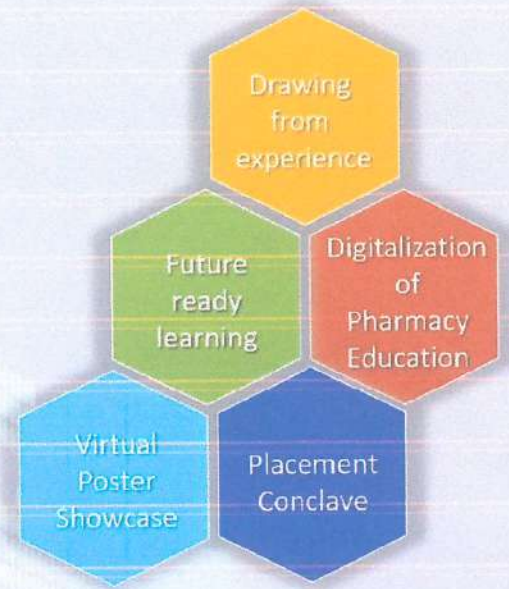 Drawing
from
experience
Future
ready
learning
Digitalization
of
Pharmacy
Education
Virtual
Poster
Showcase
Placement
Conclave